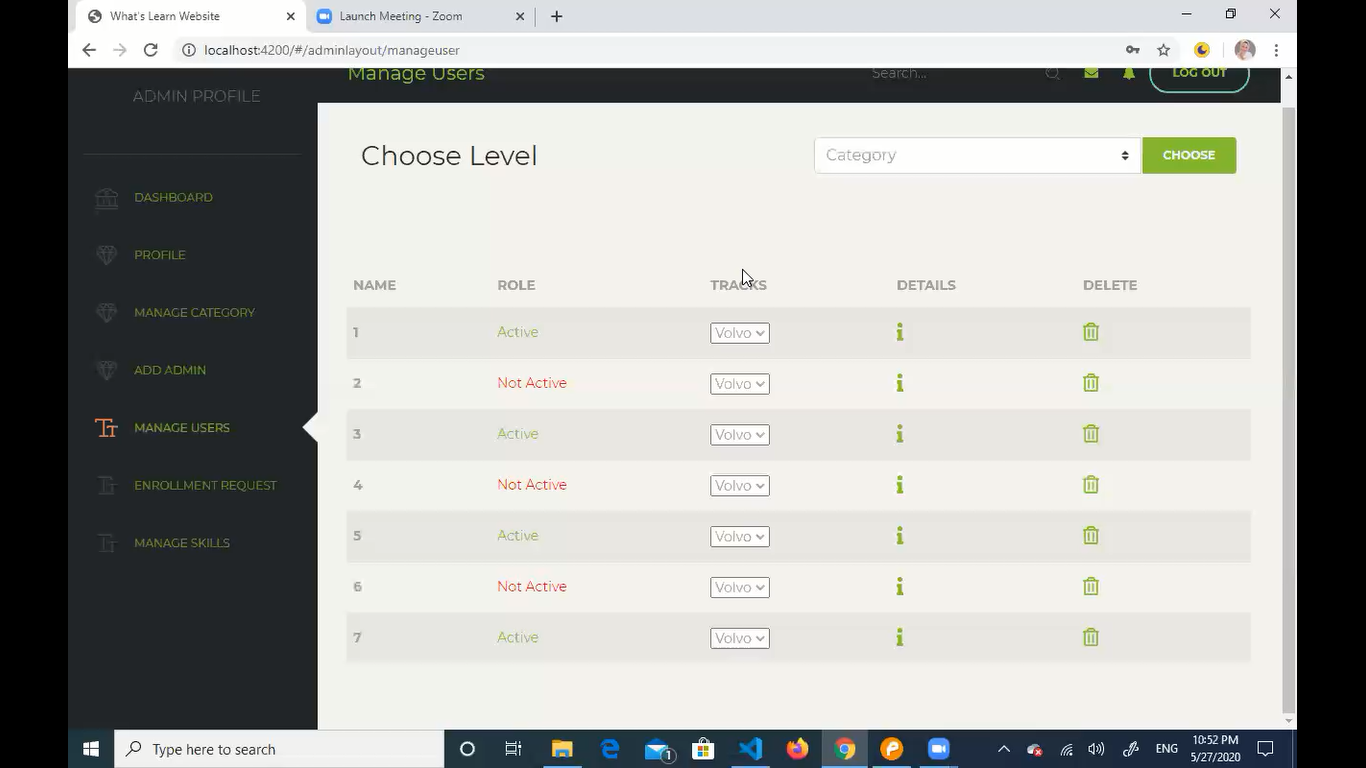 What's Learn Website
Launch Meeting - Zoom
localhost:4200/#/adminlayout/manageuser
Manage Users
Search...
LOG OUT
ADMIN PROFILE
DASHBOARD
PROFILE
MANAGE CATEGORY
ADD ADMIN
MANAGE USERS
ENROLLMENT REQUEST
MANAGE SKILLS
Choose Level
Category
CHOOSE
NAME ROLE TRACKS DETAILS DELETE
1 Active Volvo
2 Not Active Volvo
3 Active Volvo
4 Not Active Volvo
5 Active Volvo
6 Not Active Volvo
7 Active Volvo
Type here to search
1
ENG
10:52 PM
5/27/2020